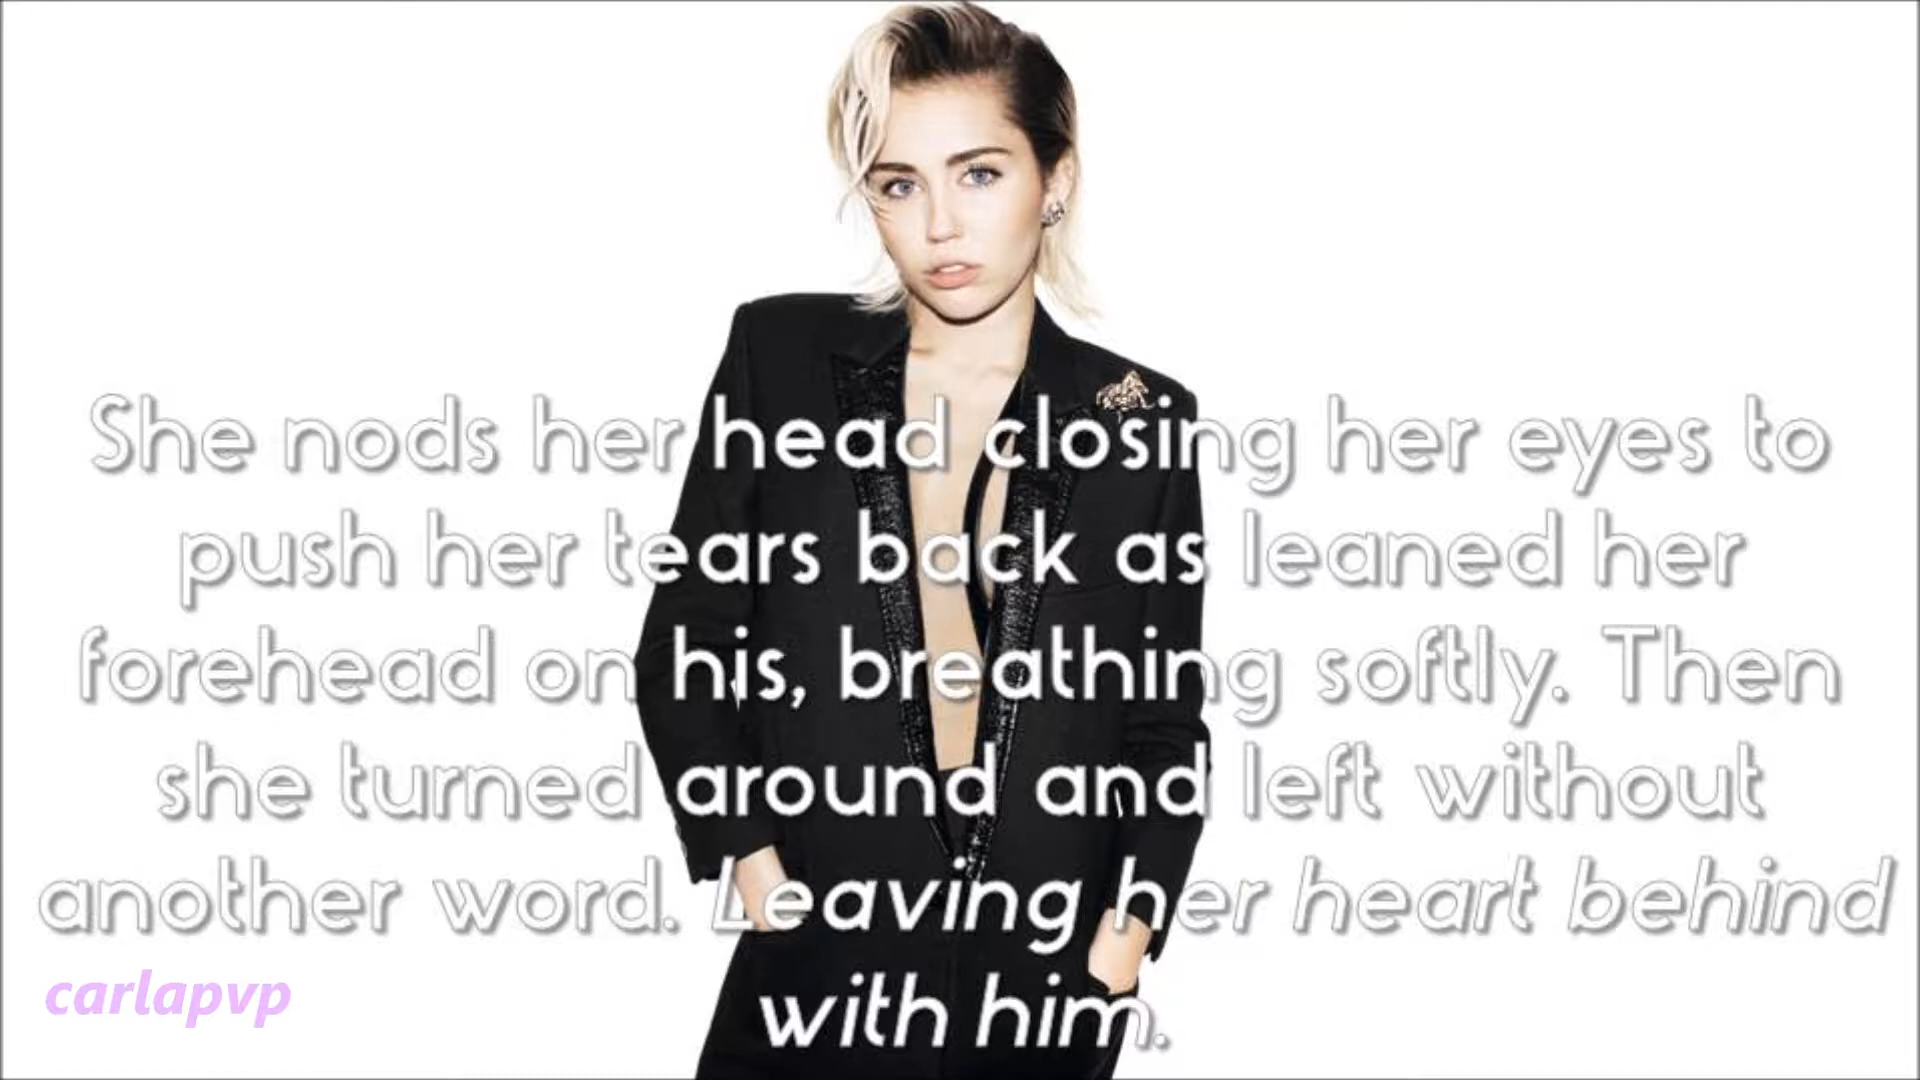 She nods her head closing her eyes to
push her tears back as leaned her
forehead on his, breathing softly. Then
she turned around and left without
another word. Leaving her heart behind
with him.
carlapvp